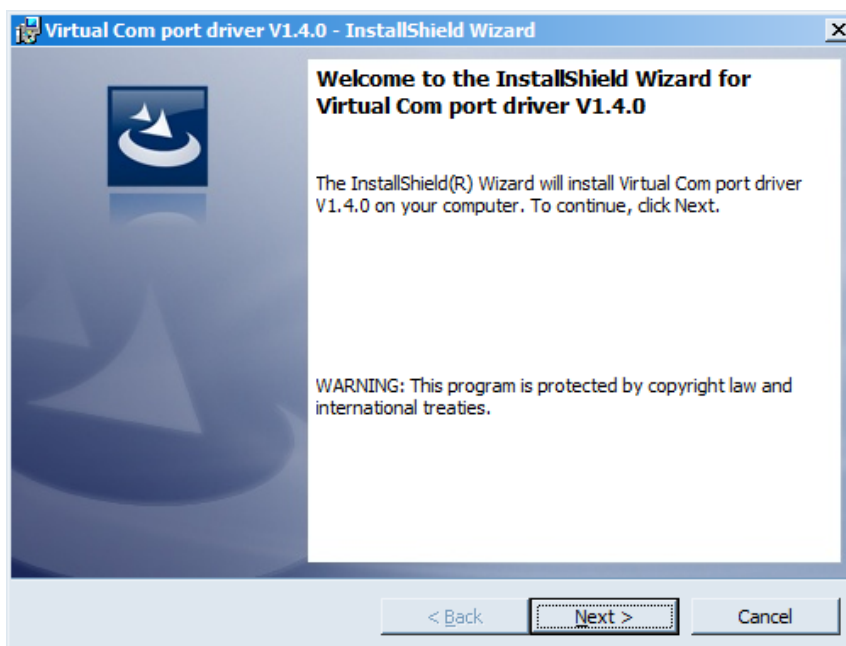 Virtual Com port driver V1.4.0 - InstallShield Wizard
Welcome to the InstallShield Wizard for
Virtual Com port driver V1.4.0
The InstallShield(R) Wizard will install Virtual Com port driver
V1.4.0 on your computer. To continue, click Next.
WARNING: This program is protected by copyright law and
international treaties.
< Back Next > Cancel